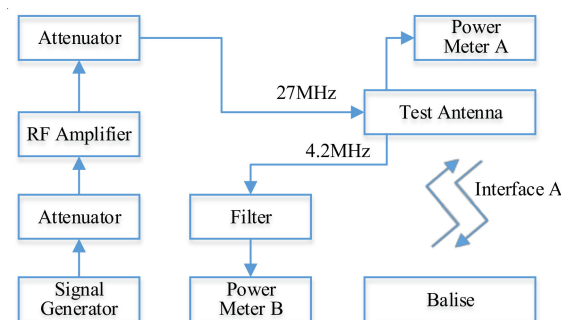 Attenuator
Power
Meter A
27MHz
Test Antenna
RF Amplifier
4.2MHz
Interface A
Attenuator
Filter
Signal
Generator
Power
Meter B
Balise